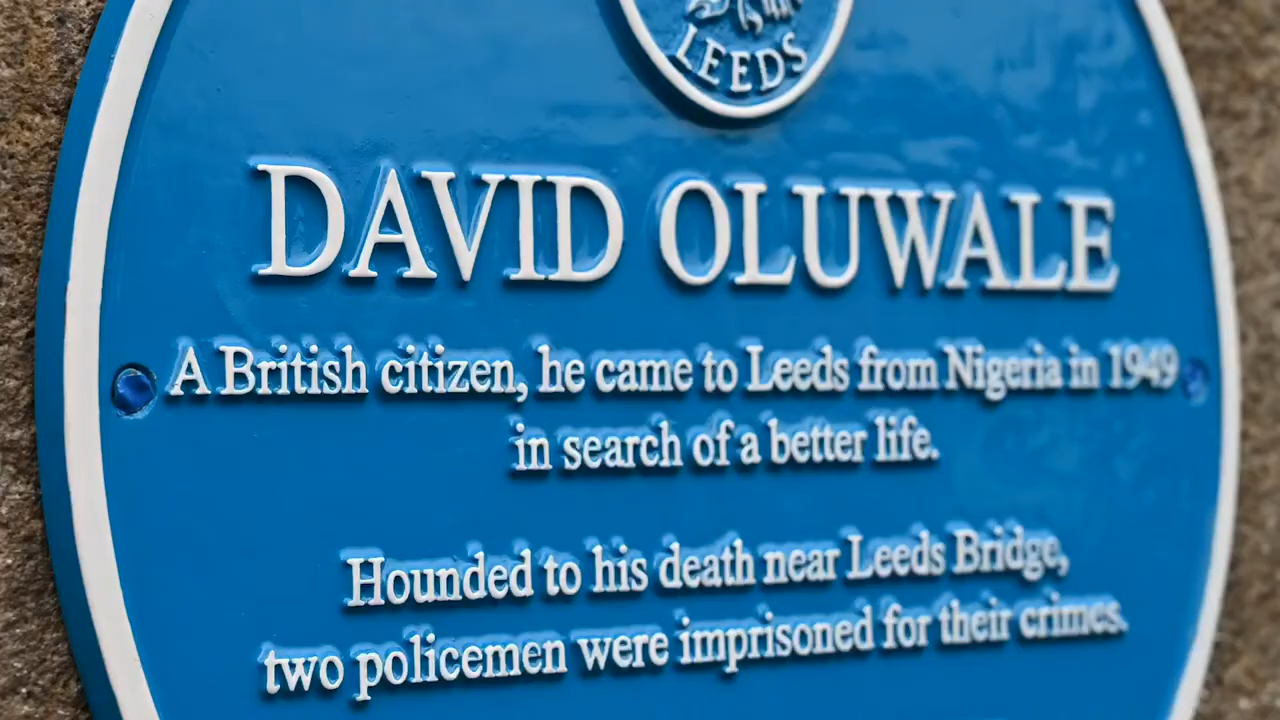 LEEDS
DAVID OLUWALE
A British citizen, he came to Leeds from Nigeria in 1949
in search of a better life.
Hounded to his death near Leeds Bridge,
two policemen were imprisoned for their crimes.